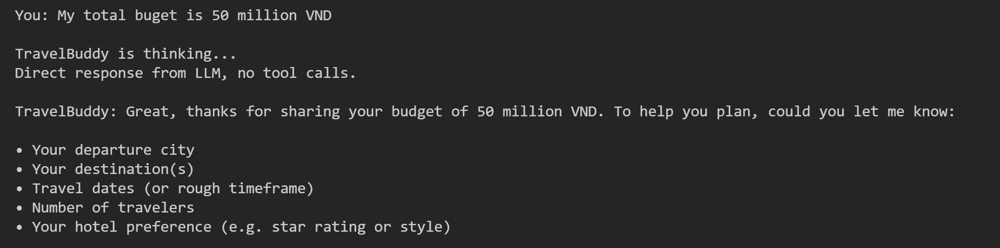 You: My total buget is 50 million VND
TravelBuddy is thinking...
Direct response from LLM, no tool calls.
TravelBuddy: Great, thanks for sharing your budget of 50 million VND. To help you plan, could you let me know:
• Your departure city
• Your destination(s)
• Travel dates (or rough timeframe)
• Number of travelers
• Your hotel preference (e.g. star rating or style)